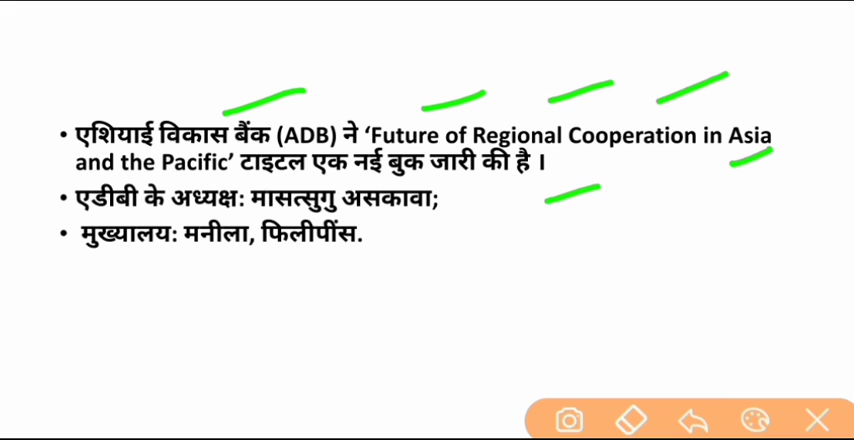 • एशियाई विकास बैंक (ADB) ने ‘Future of Regional Cooperation in Asia
and the Pacific’ टाइटल एक नई बुक जारी की है ।
• एडीबी के अध्यक्ष: मासत्सुगु असकावा;
• मुख्यालय: मनीला, फिलीपींस.